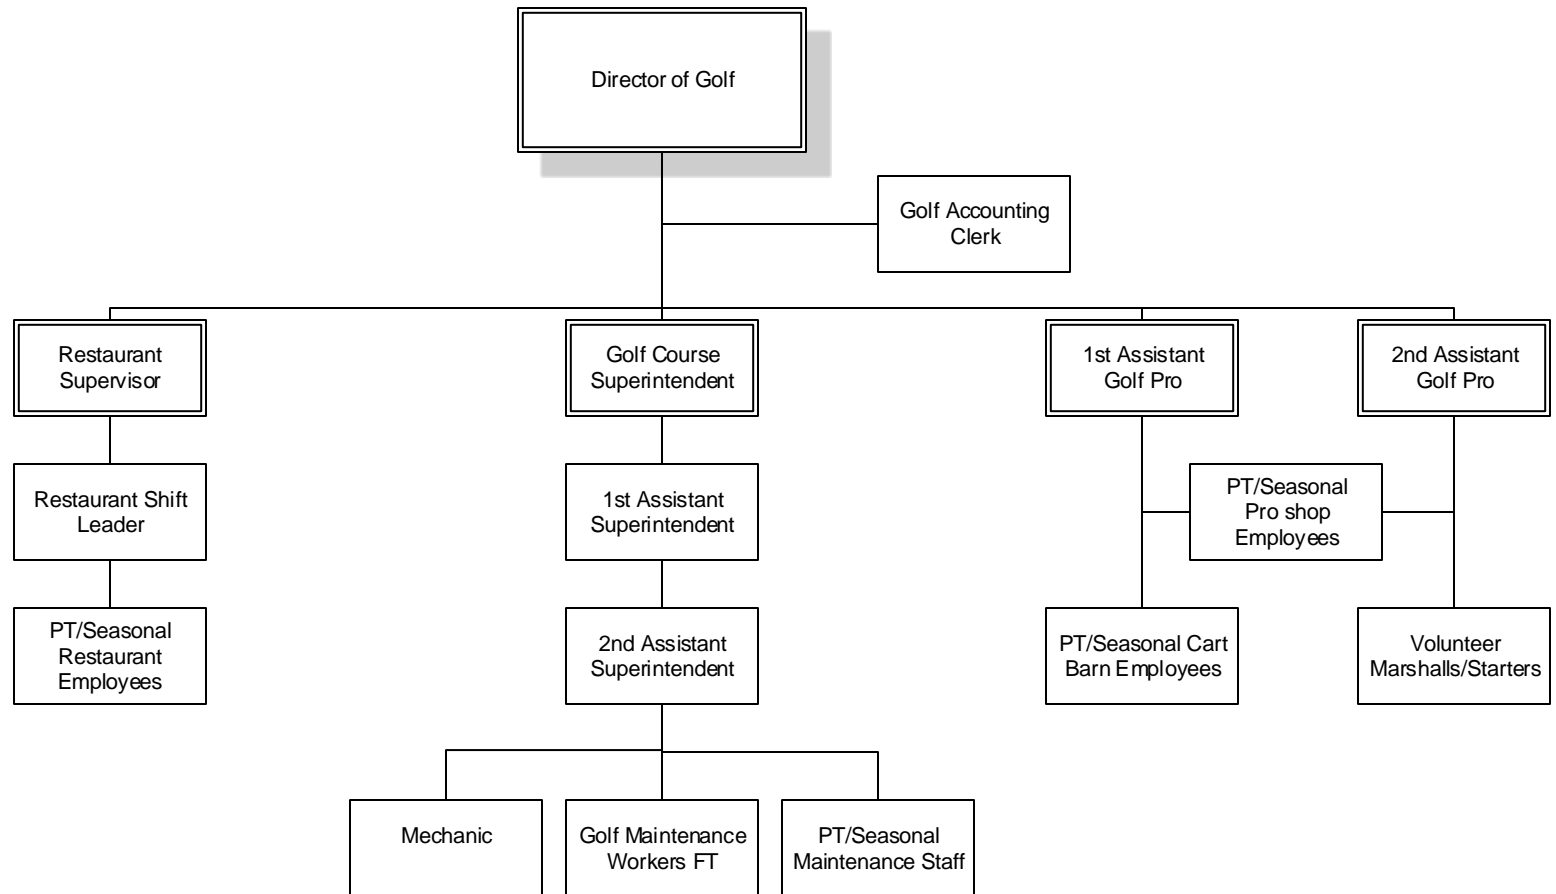 Director of Golf
Golf Accounting
Clerk
Restaurant
Supervisor
Golf Course
Superintendent
1st Assistant
Golf Pro
2nd Assistant
Golf Pro
Restaurant Shift
Leader
1st Assistant
Superintendent
PT/Seasonal
Pro shop
Employees
PT/Seasonal
Restaurant
Employees
2nd Assistant
Superintendent
PT/Seasonal Cart
Barn Employees
Volunteer
Marshalls/Starters
Mechanic
Golf Maintenance
Workers FT
PT/Seasonal
Maintenance Staff